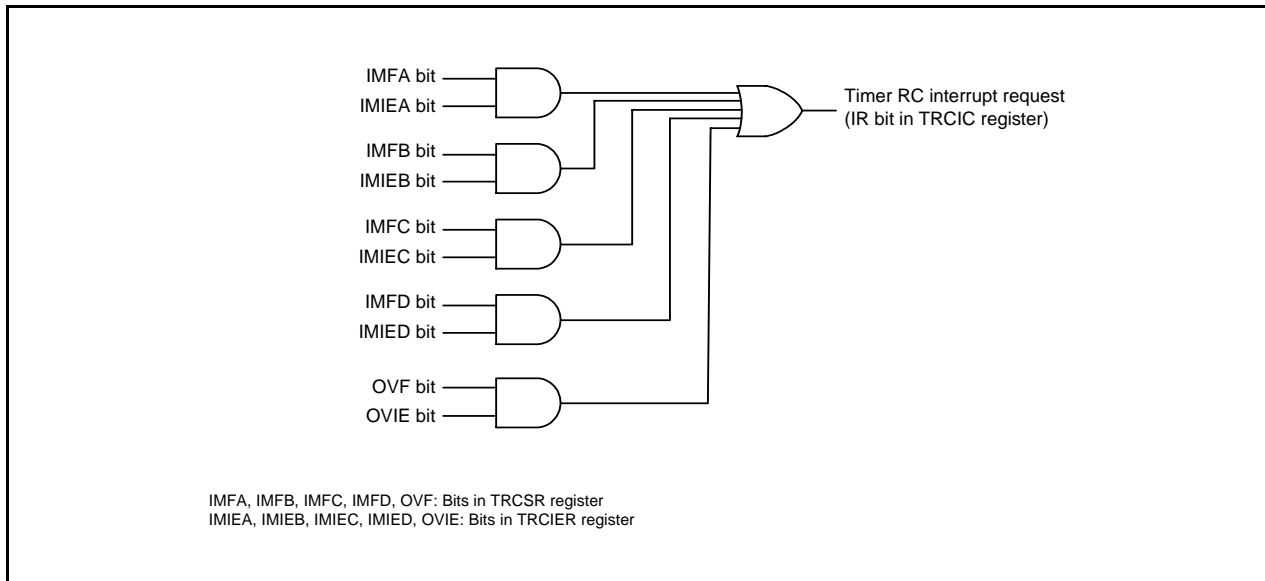 IMFA bit
IMIEA bit
Timer RC interrupt request
(IR bit in TRCIC register)
IMFB bit
IMIEB bit
IMFC bit
IMIEC bit
IMFD bit
IMIED bit
OVF bit
OVIE bit
IMFA, IMFB, IMFC, IMFD, OVF: Bits in TRCSR register
IMIEA, IMIEB, IMIEC, IMIED, OVIE: Bits in TRCIER register